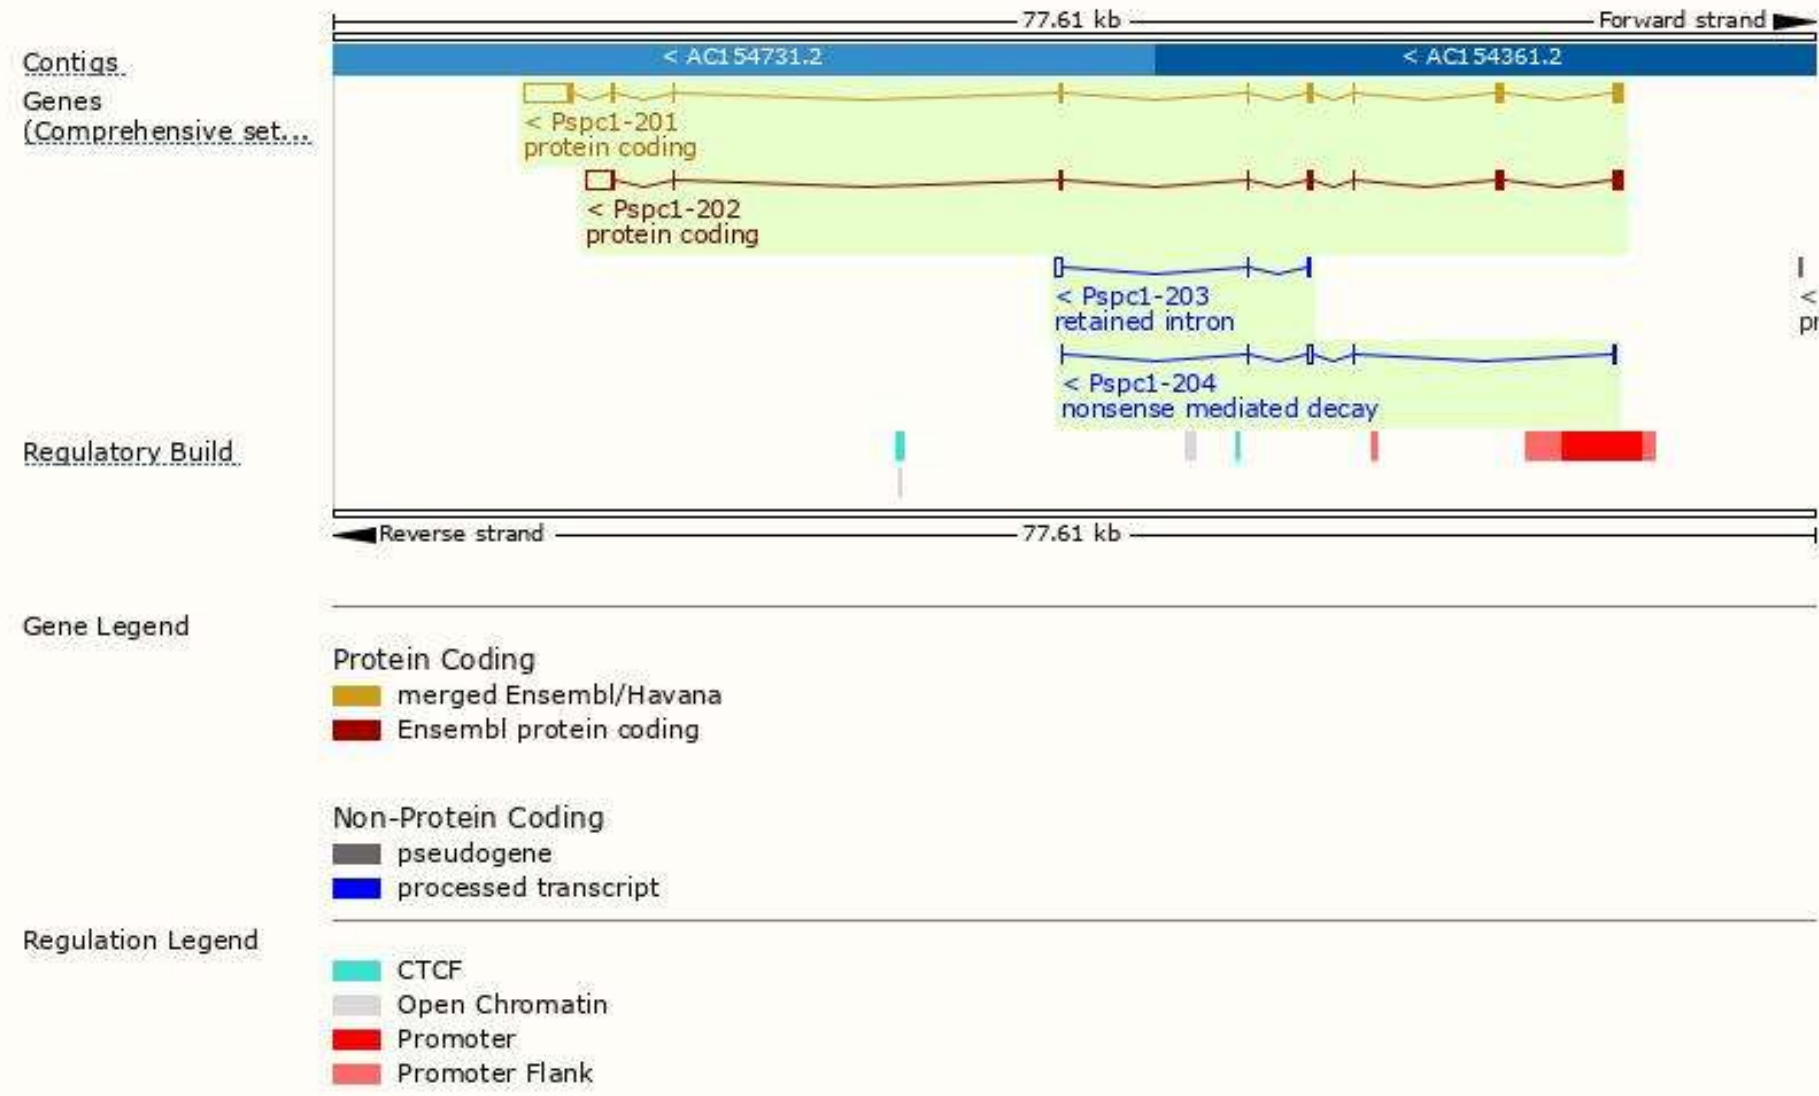 77.61 kb Forward strand
Contigs < AC154731.2 < AC154361.2
Genes
(Comprehensive set...
< Pspc1-201
protein coding
< Pspc1-202
protein coding
< Pspc1-203
retained intron
<
pr
< Pspc1-204
nonsense mediated decay
Regulatory Build
Reverse strand 77.61 kb
Gene Legend
Protein Coding
merged Ensembl/Havana
Ensembl protein coding
Non-Protein Coding
pseudogene
processed transcript
Regulation Legend
CTCF
Open Chromatin
Promoter
Promoter Flank